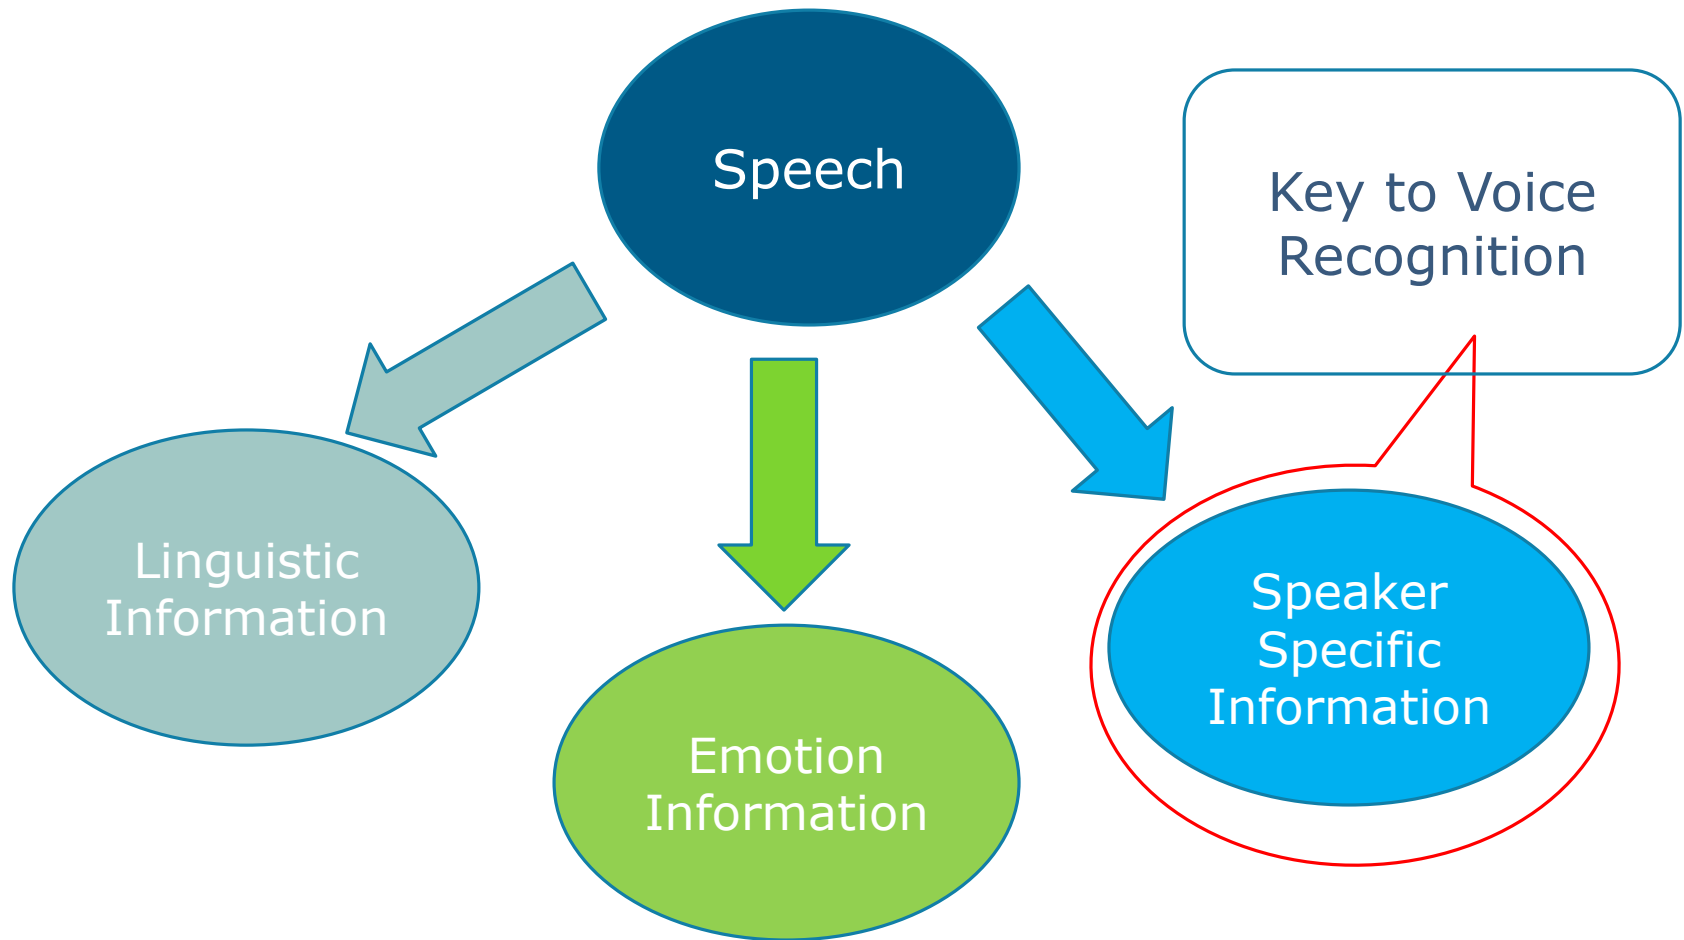 Speech
Key to Voice
Recognition
Linguistic
Information
Emotion
Information
Speaker
Specific
Information